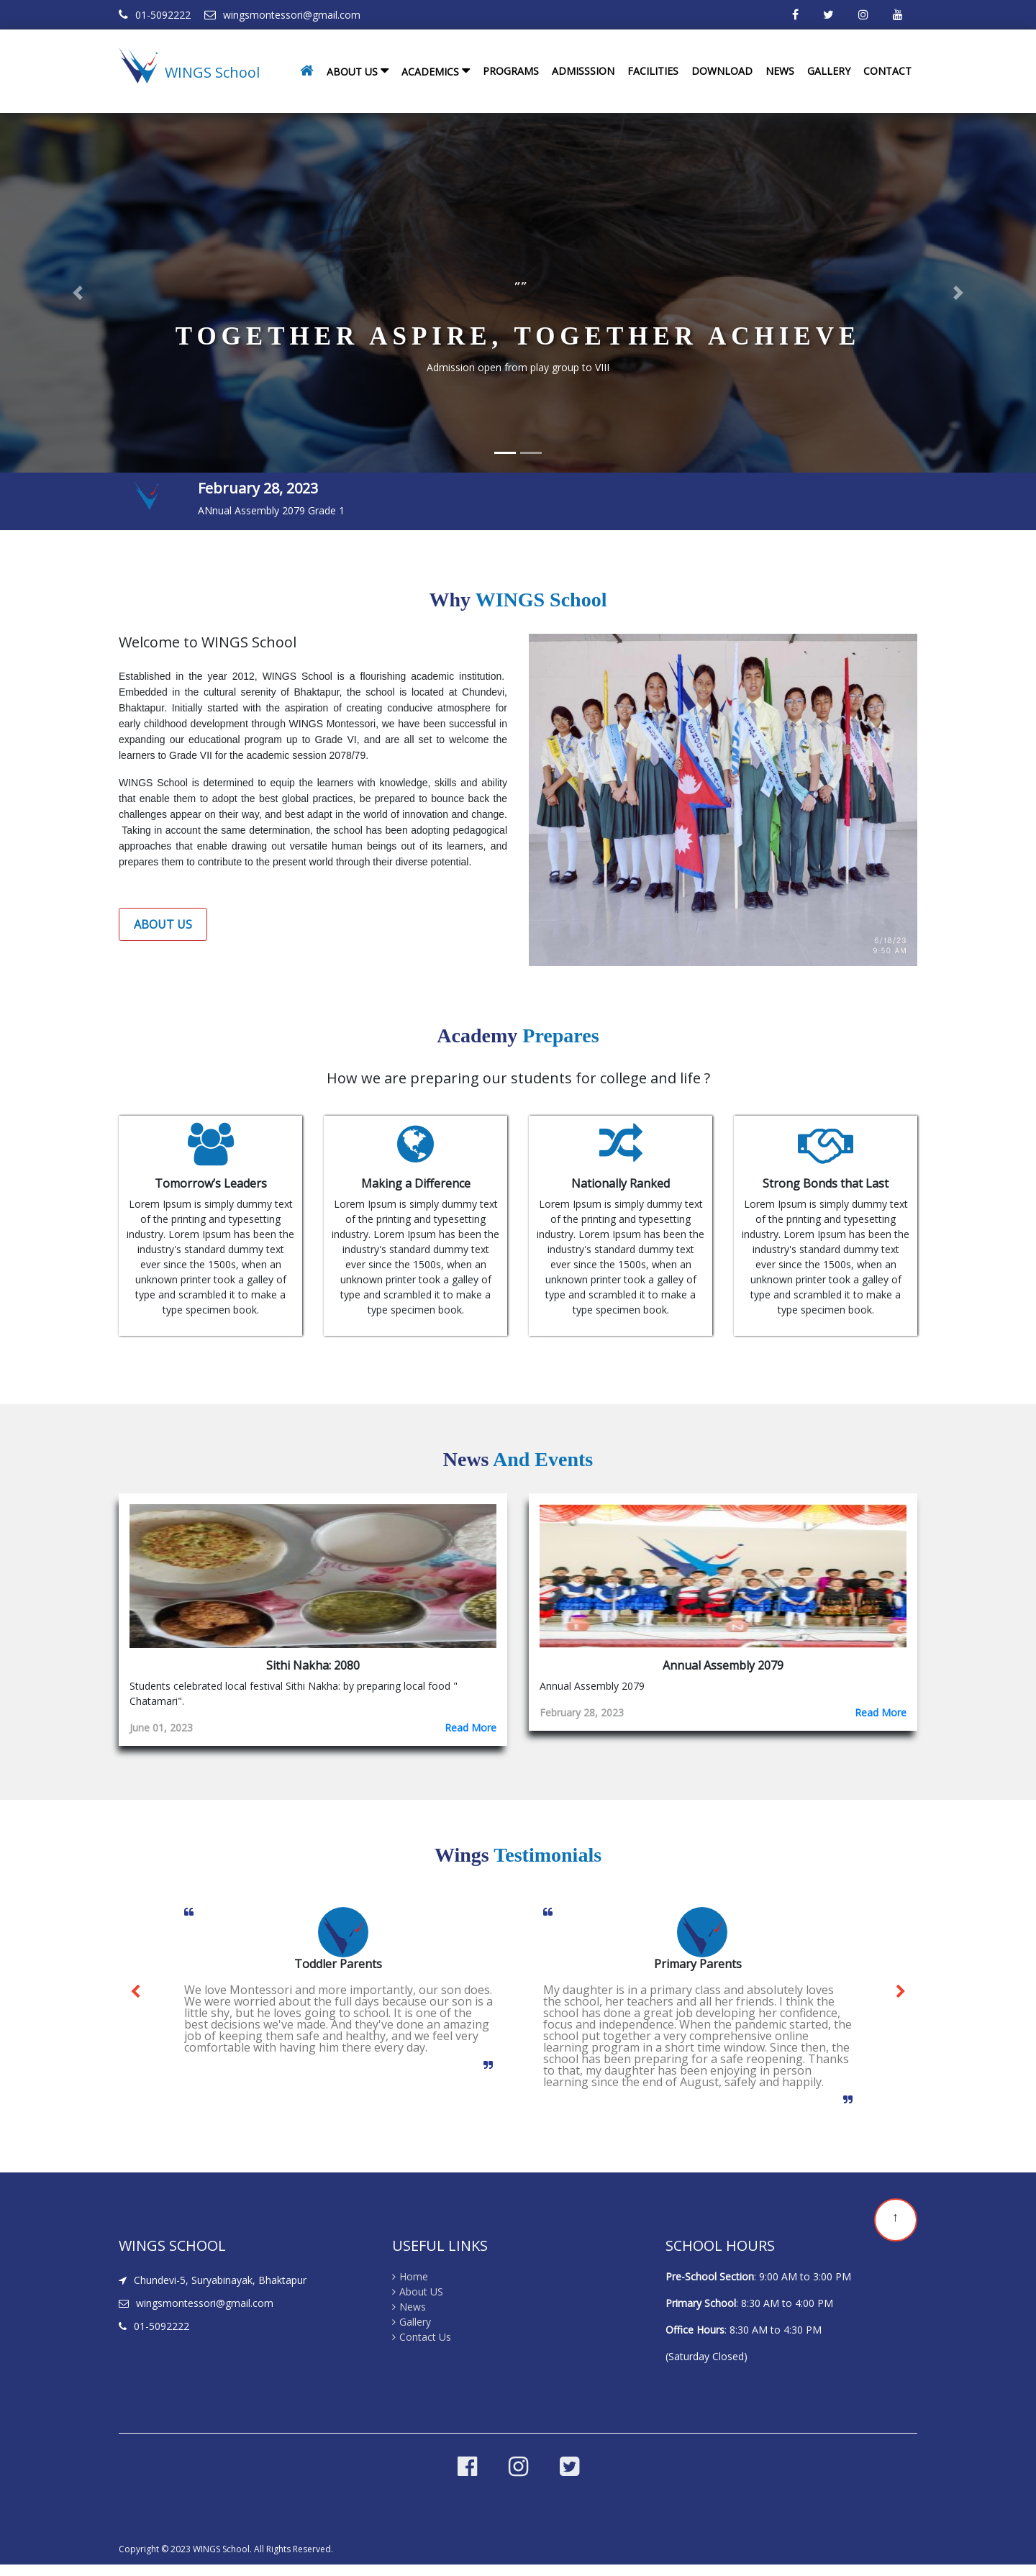 01-5092222 wingsmontessori@gmail.com
WINGS School
ABOUT US ACADEMICS PROGRAMS ADMISSSION FACILITIES DOWNLOAD NEWS GALLERY CONTACT
””
TOGETHER ASPIRE, TOGETHER ACHIEVE
Admission open from play group to VIII
February 28, 2023
ANnual Assembly 2079 Grade 1
Why WINGS School
Welcome to WINGS School
Established in the year 2012, WINGS School is a flourishing academic institution.
Embedded in the cultural serenity of Bhaktapur, the school is located at Chundevi,
Bhaktapur. Initially started with the aspiration of creating conducive atmosphere for
early childhood development through WINGS Montessori, we have been successful in
expanding our educational program up to Grade VI, and are all set to welcome the
learners to Grade VII for the academic session 2078/79.
WINGS School is determined to equip the learners with knowledge, skills and ability
that enable them to adopt the best global practices, be prepared to bounce back the
challenges appear on their way, and best adapt in the world of innovation and change.
Taking in account the same determination, the school has been adopting pedagogical
approaches that enable drawing out versatile human beings out of its learners, and
prepares them to contribute to the present world through their diverse potential.
ABOUT US
5/18/23
9:50 AM
Academy Prepares
How we are preparing our students for college and life ?
Tomorrow’s Leaders
Lorem Ipsum is simply dummy text
of the printing and typesetting
industry. Lorem Ipsum has been the
industry's standard dummy text
ever since the 1500s, when an
unknown printer took a galley of
type and scrambled it to make a
type specimen book.
Making a Difference
Lorem Ipsum is simply dummy text
of the printing and typesetting
industry. Lorem Ipsum has been the
industry's standard dummy text
ever since the 1500s, when an
unknown printer took a galley of
type and scrambled it to make a
type specimen book.
Nationally Ranked
Lorem Ipsum is simply dummy text
of the printing and typesetting
industry. Lorem Ipsum has been the
industry's standard dummy text
ever since the 1500s, when an
unknown printer took a galley of
type and scrambled it to make a
type specimen book.
Strong Bonds that Last
Lorem Ipsum is simply dummy text
of the printing and typesetting
industry. Lorem Ipsum has been the
industry's standard dummy text
ever since the 1500s, when an
unknown printer took a galley of
type and scrambled it to make a
type specimen book.
News And Events
Sithi Nakha: 2080
Students celebrated local festival Sithi Nakha: by preparing local food "
Chatamari".
June 01, 2023 Read More
Annual Assembly 2079
Annual Assembly 2079
February 28, 2023 Read More
Wings Testimonials
Toddler Parents
We love Montessori and more importantly, our son does.
We were worried about the full days because our son is a
little shy, but he loves going to school. It is one of the
best decisions we've made. And they've done an amazing
job of keeping them safe and healthy, and we feel very
comfortable with having him there every day.
Primary Parents
My daughter is in a primary class and absolutely loves
the school, her teachers and all her friends. I think the
school has done a great job developing her confidence,
focus and independence. When the pandemic started, the
school put together a very comprehensive online
learning program in a short time window. Since then, the
school has been preparing for a safe reopening. Thanks
to that, my daughter has been enjoying in person
learning since the end of August, safely and happily.
↑
WINGS SCHOOL
Chundevi-5, Suryabinayak, Bhaktapur
wingsmontessori@gmail.com
01-5092222
USEFUL LINKS
Home
About US
News
Gallery
Contact Us
SCHOOL HOURS
Pre-School Section: 9:00 AM to 3:00 PM
Primary School: 8:30 AM to 4:00 PM
Office Hours: 8:30 AM to 4:30 PM
(Saturday Closed)
Copyright © 2023 WINGS School. All Rights Reserved.